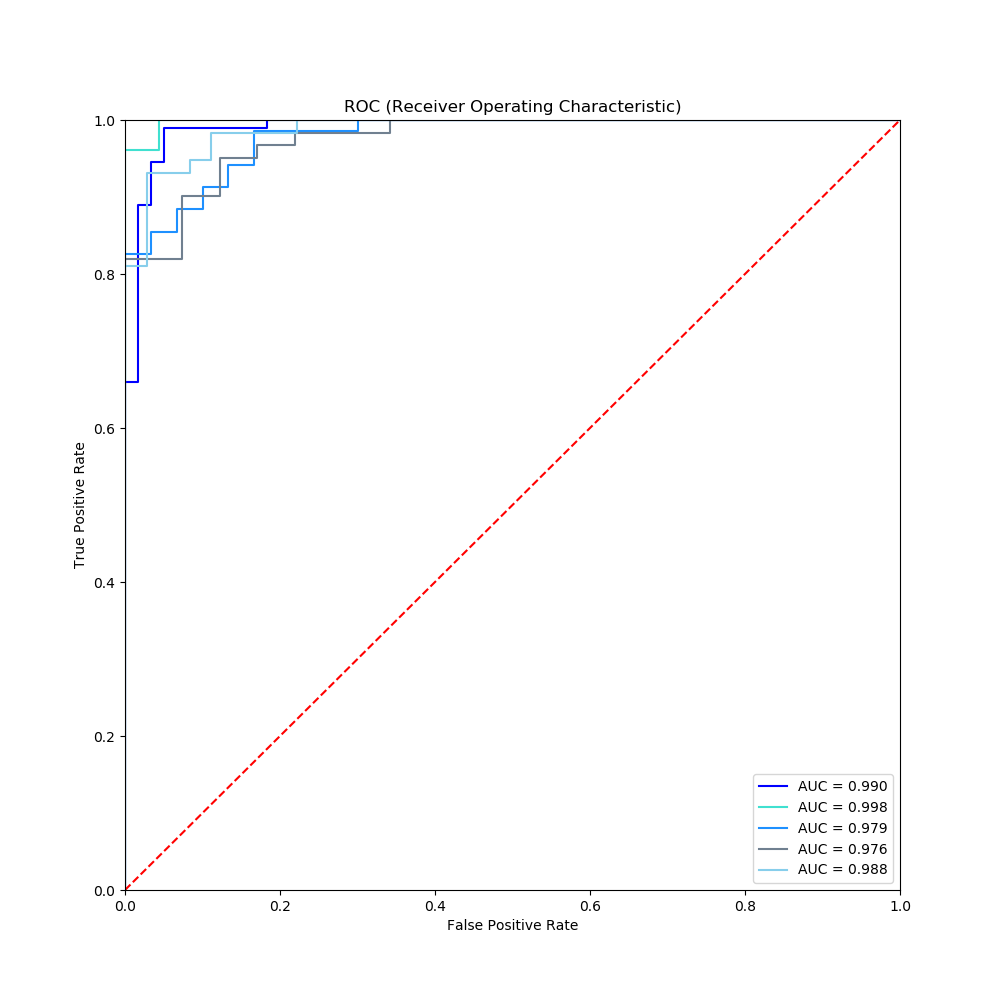 ROC (Receiver Operating Characteristic)
1.0
0.8
0.6
0.4
0.2
0.0
True Positive Rate
0.0 0.2 0.4 0.6 0.8 1.0
False Positive Rate
AUC = 0.990
AUC = 0.998
AUC = 0.979
AUC = 0.976
AUC = 0.988